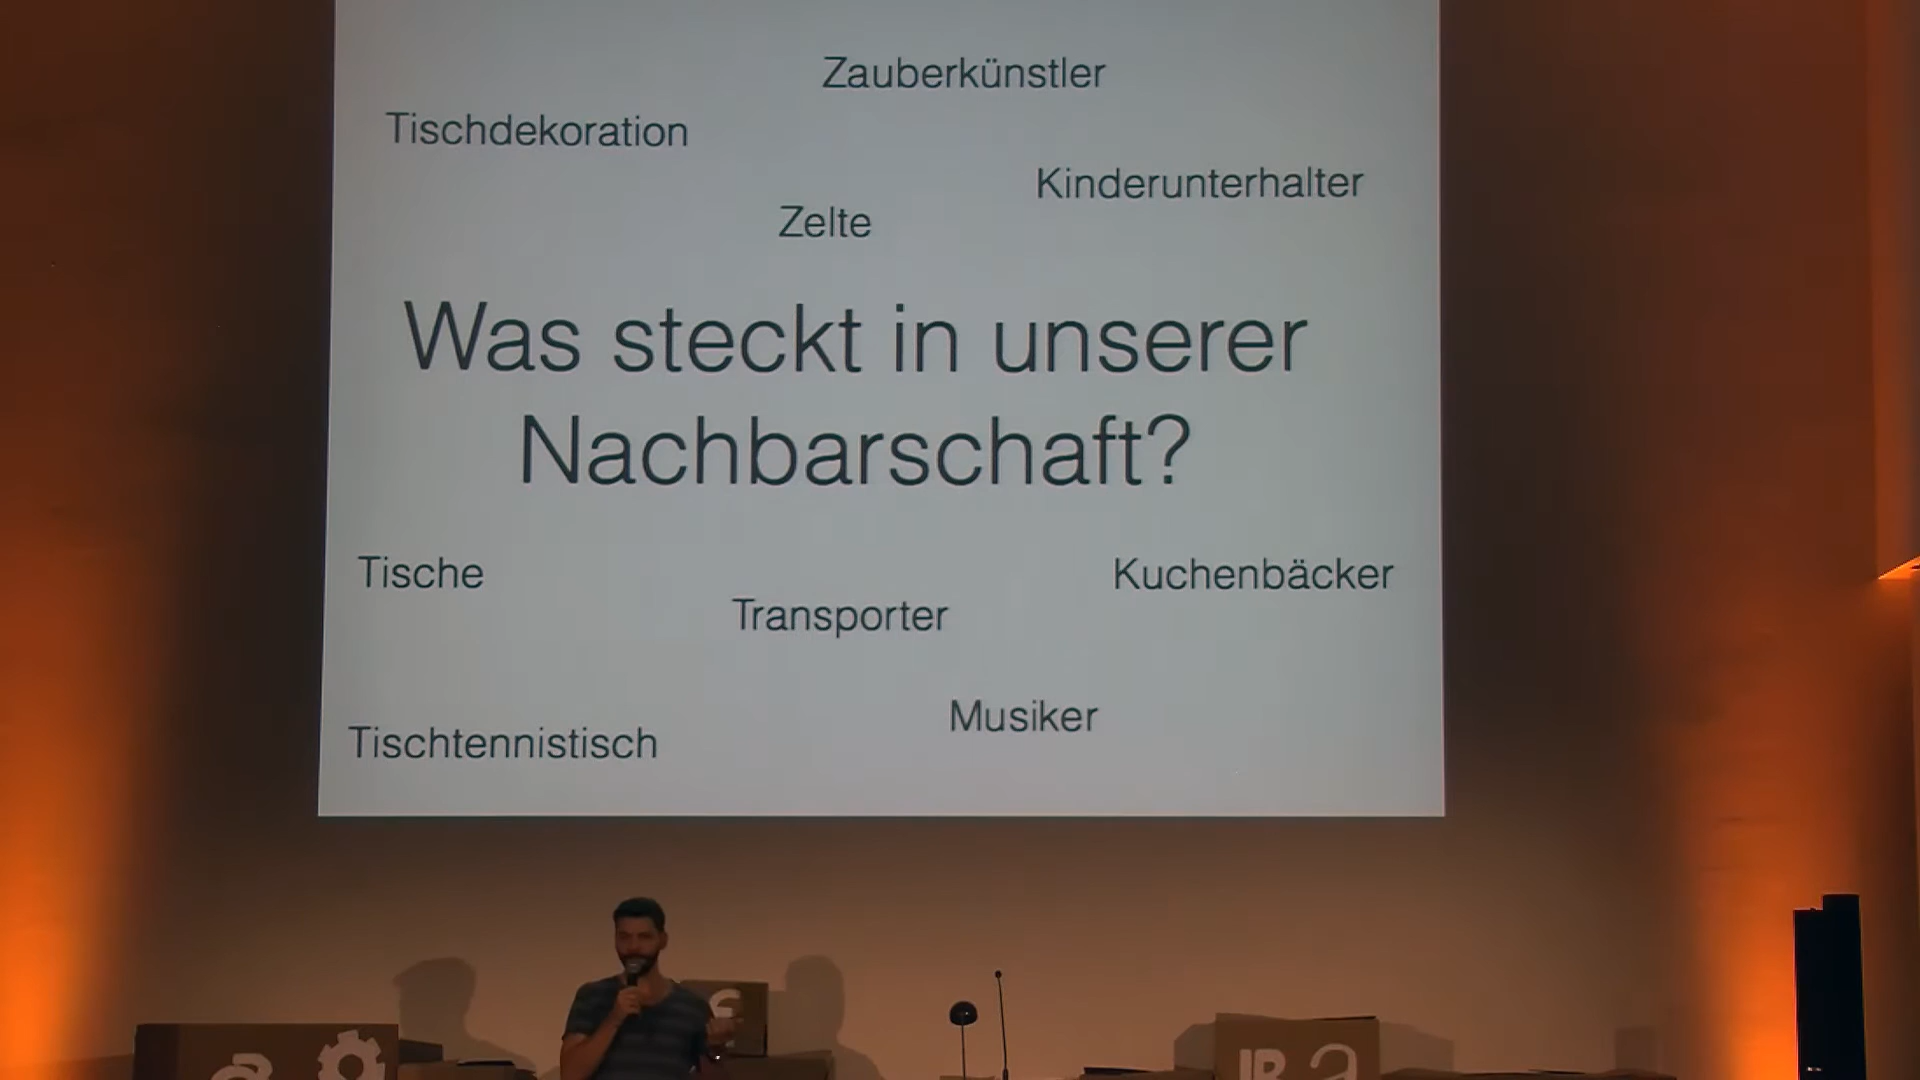 Zauberkünstler
Tischdekoration
Kinderunterhalter
Zelte
Was steckt in unserer
Nachbarschaft?
Tische
Kuchenbäcker
Transporter
Musiker
Tischtennistisch
a
a